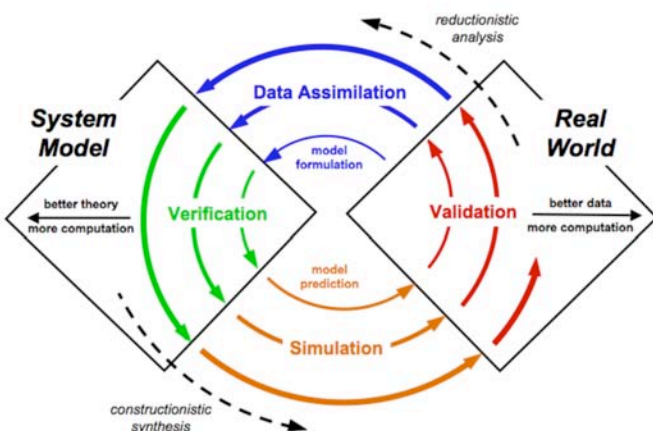 reductionistic
analysis
Data Assimilation
System
Model
Real
World
model
formulation
better theory
more computation
Verification
Validation
better data
more computation
model
prediction
Simulation
constructionistic
synthesis